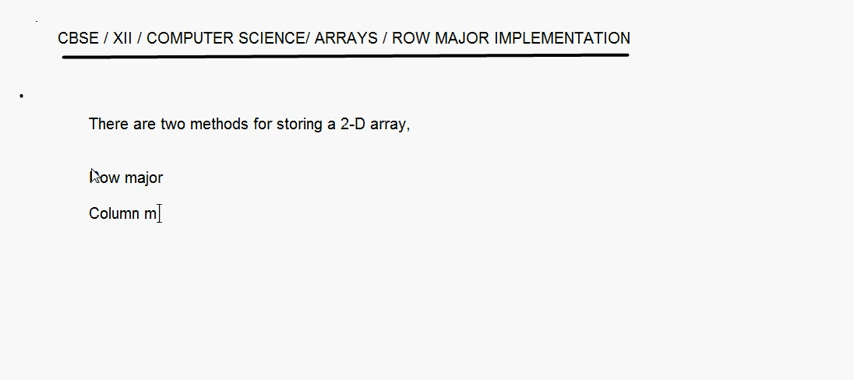 CBSE / XII / COMPUTER SCIENCE/ ARRAYS / ROW MAJOR IMPLEMENTATION
There are two methods for storing a 2-D array,
Row major
Column m